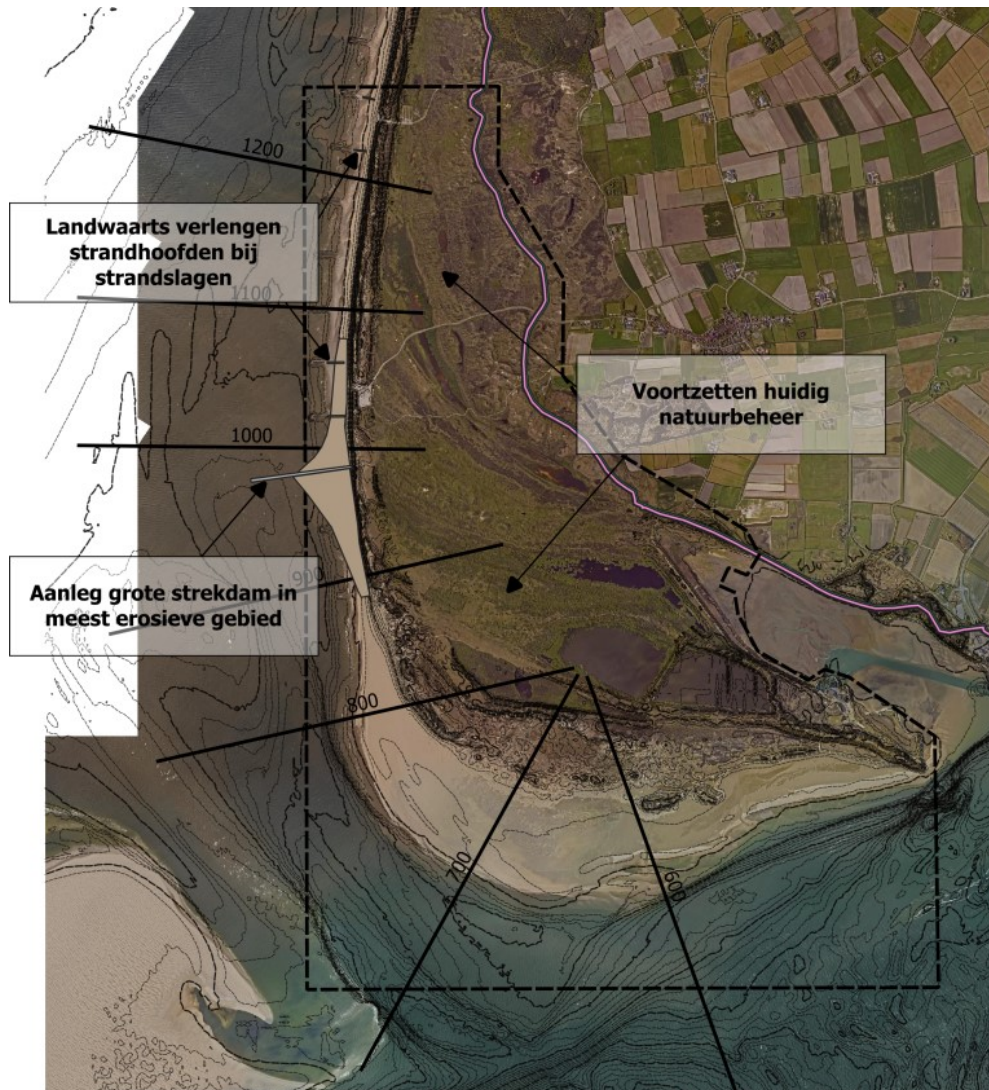 1200
Landwaarts verlengen
strandhoofden bij
strandslagen
1100
Voortzetten huidig
natuurbeheer
1000
Aanleg grote strekdam in
meest erosieve gebied
900
800
700
600